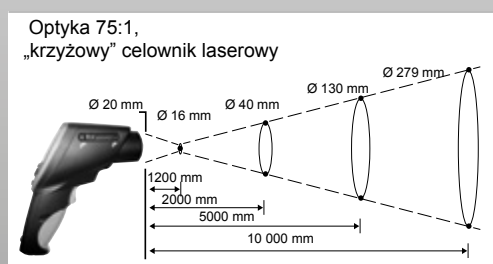 Optyka 75:1,
„krzyżowy” celownik laserowy
Ø 279 mm
Ø 130 mm
Ø 20 mm
Ø 16 mm
Ø 40 mm
1200 mm
2000 mm
5000 mm
10 000 mm